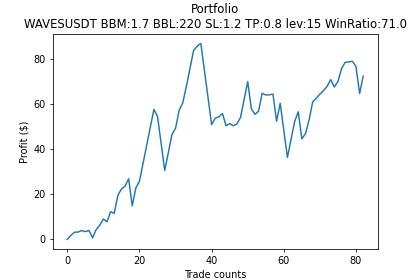 Portfolio
WAVESUSDT BBM:1.7 BBL:220 SL:1.2 TP:0.8 lev:15 WinRatio:71.0
80
60
40
20
0
Profit ($)
0 20 40 60 80
Trade counts